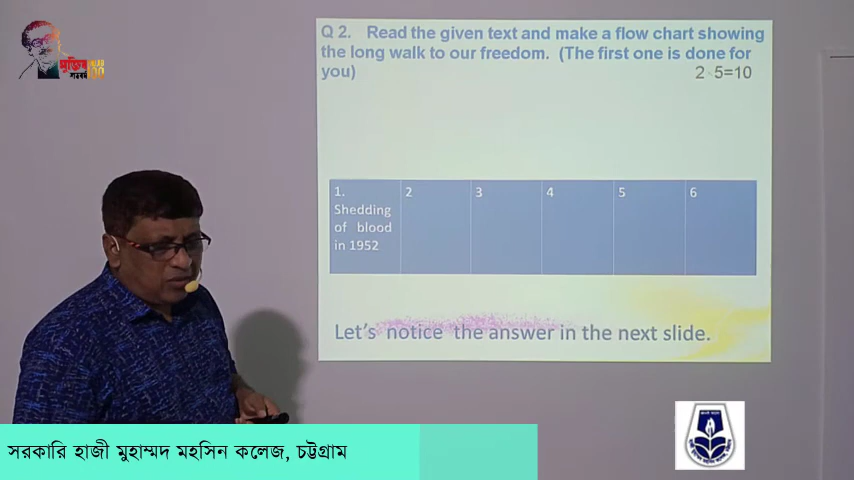 মুজিব
100
Q 2. Read the given text and make a flow chart showing
the long walk to our freedom. (The first one is done for
you)
2×5=10
1.
Shedding
of blood
in 1952
2
3
4
5
6
Let's notice the answer in the next slide.
সরকারি হাজী মুহাম্মদ মহসিন কলেজ, চট্টগ্রাম